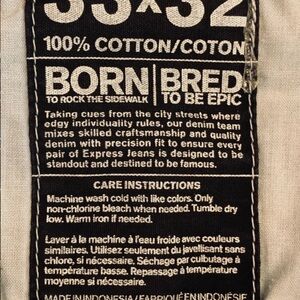 33x32
100% COTTON/COTON
BORN BRED
TO ROCK THE SIDEWALK TO BE EPIC
Taking cues from the city streets where
edgy individuality rules, our denim team
mixes skilled craftsmanship and quality
denim with precision fit to ensure every
pair of Express Jeans is designed to be
standout and destined to be famous.
CARE INSTRUCTIONS
Machine wash cold with like colors. Only
non-chlorine bleach when needed. Tumble dry
low. Warm iron if needed.
Laver à la machine à l'eau froide avec couleurs
similaires. Utilisez seulement du javellisant sans
chlore, si nécessaire. Séchage par culbutage à
température basse. Repassage à température
moyenne si nécessaire.
MADE IN INDONESIA/FABRIQUÉ EN INDONÉSIE